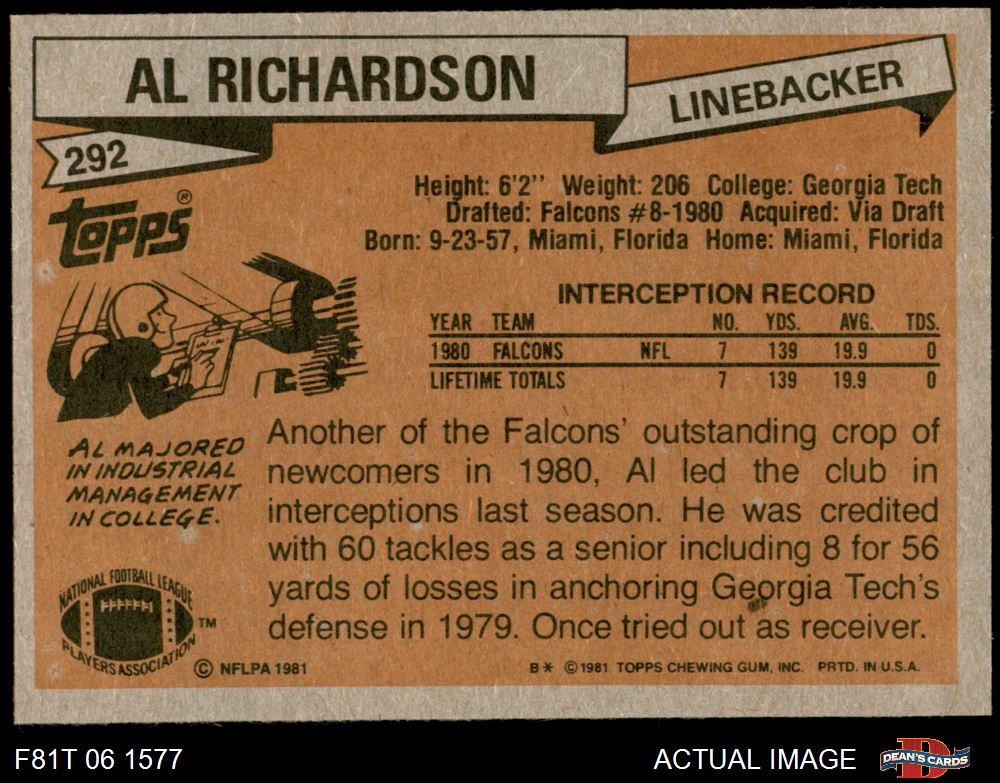 AL RICHARDSON
LINEBACKER
292
TOPPS®
Height: 6'2'' Weight: 206 College: Georgia Tech
Drafted: Falcons #8-1980 Acquired: Via Draft
Born: 9-23-57, Miami, Florida Home: Miami, Florida
INTERCEPTION RECORD
YEAR TEAM NO. YDS. AVG. TDS.
1980 FALCONS NFL 7 139 19.9 0
LIFETIME TOTALS 7 139 19.9 0
AL MAJORED
IN INDUSTRIAL
MANAGEMENT
IN COLLEGE.
Another of the Falcons' outstanding crop of
newcomers in 1980, Al led the club in
interceptions last season. He was credited
with 60 tackles as a senior including 8 for 56
yards of losses in anchoring Georgia Tech's
defense in 1979. Once tried out as receiver.
NATIONAL FOOTBALL LEAGUE
PLAYERS ASSOCIATION
TM
© NFLPA 1981
B* © 1981 TOPPS CHEWING GUM, INC. PRTD. IN U.S.A.
F81T 06 1577
ACTUAL IMAGE
D
DEAN'S CARDS